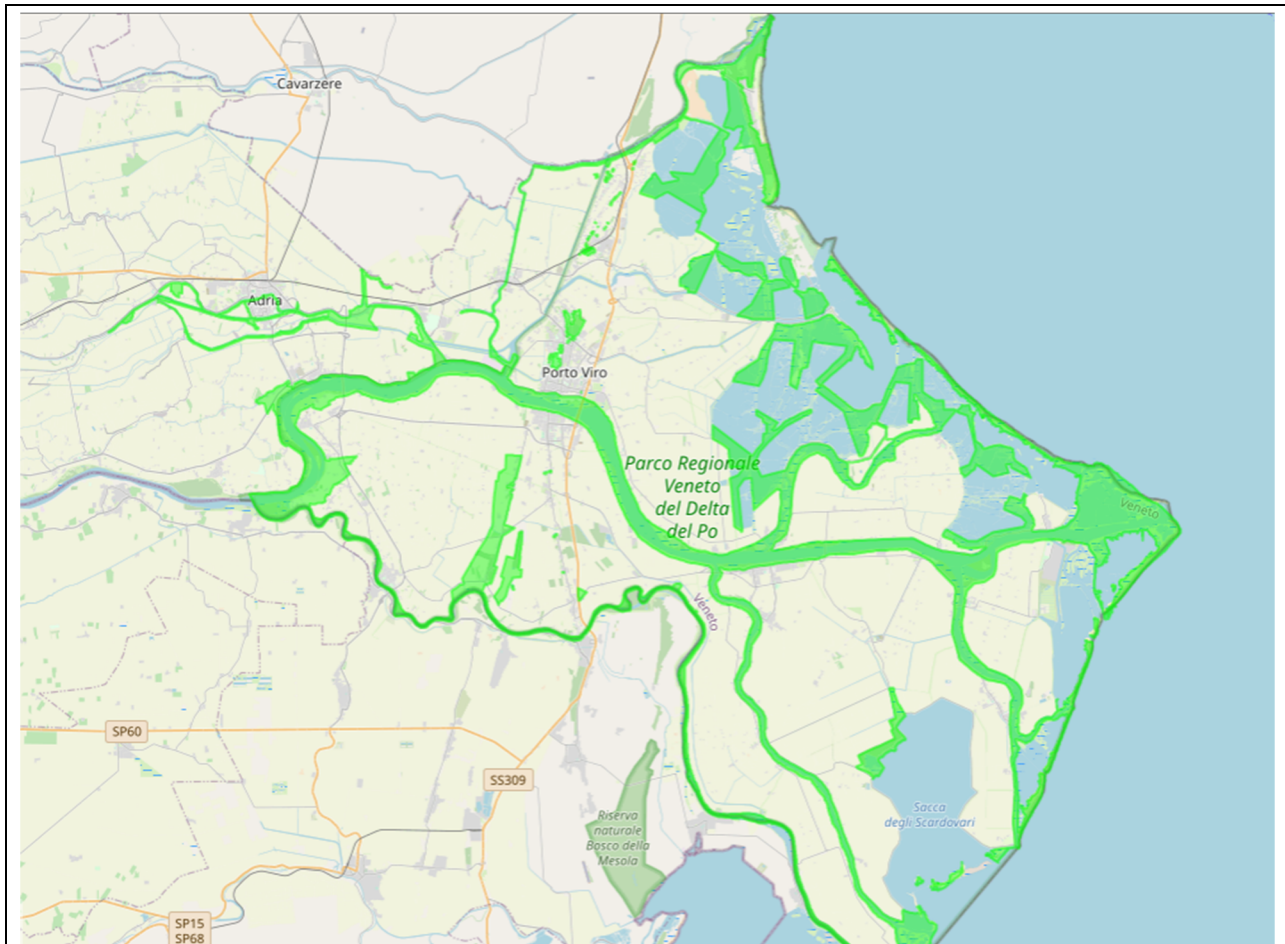 Cavarzere
Adria
Porto Viro
Parco Regionale
Veneto
del Delta
del Po
Veneto
Veneto
SP60
SS309
Riserva
naturale
Bosco della
Mesola
Sacca
degli Scardovari
SP15
SP68